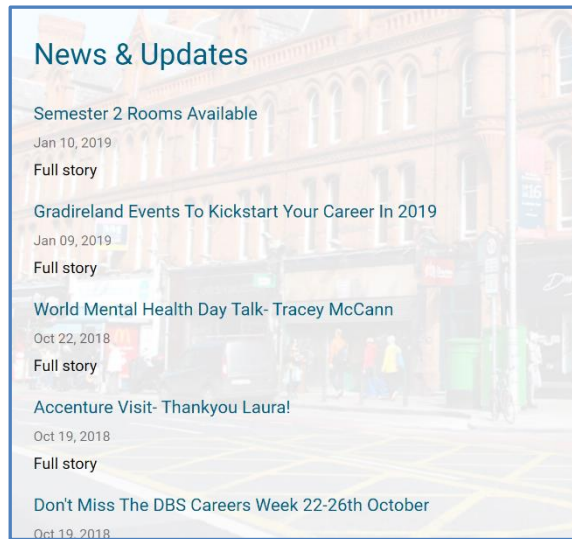 News & Updates
Semester 2 Rooms Available
Jan 10, 2019
Full story
Gradireland Events To Kickstart Your Career In 2019
Jan 09, 2019
Full story
World Mental Health Day Talk- Tracey McCann
Oct 22, 2018
Full story
Accenture Visit- Thankyou Laura!
Oct 19, 2018
Full story
Don't Miss The DBS Careers Week 22-26th October
Oct 19, 2018